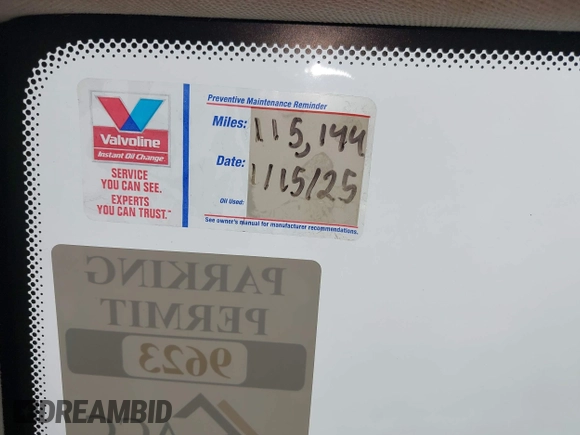 Valvoline
Instant Oil Change
SERVICE
YOU CAN SEE.
EXPERTS
YOU CAN TRUST.™
Preventive Maintenance Reminder
Miles: 115,144
Date: 1/15/25
Oil Used:
See owner's manual for manufacturer recommendations.
PARKING
PERMIT
9623
DREAMBID